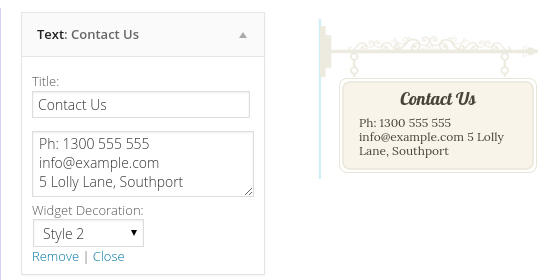 Text: Contact Us
Title:
Contact Us
Ph: 1300 555 555
info@example.com
5 Lolly Lane, Southport
Widget Decoration:
Style 2
Remove | Close
Contact Us
Ph: 1300 555 555
info@example.com 5 Lolly
Lane, Southport